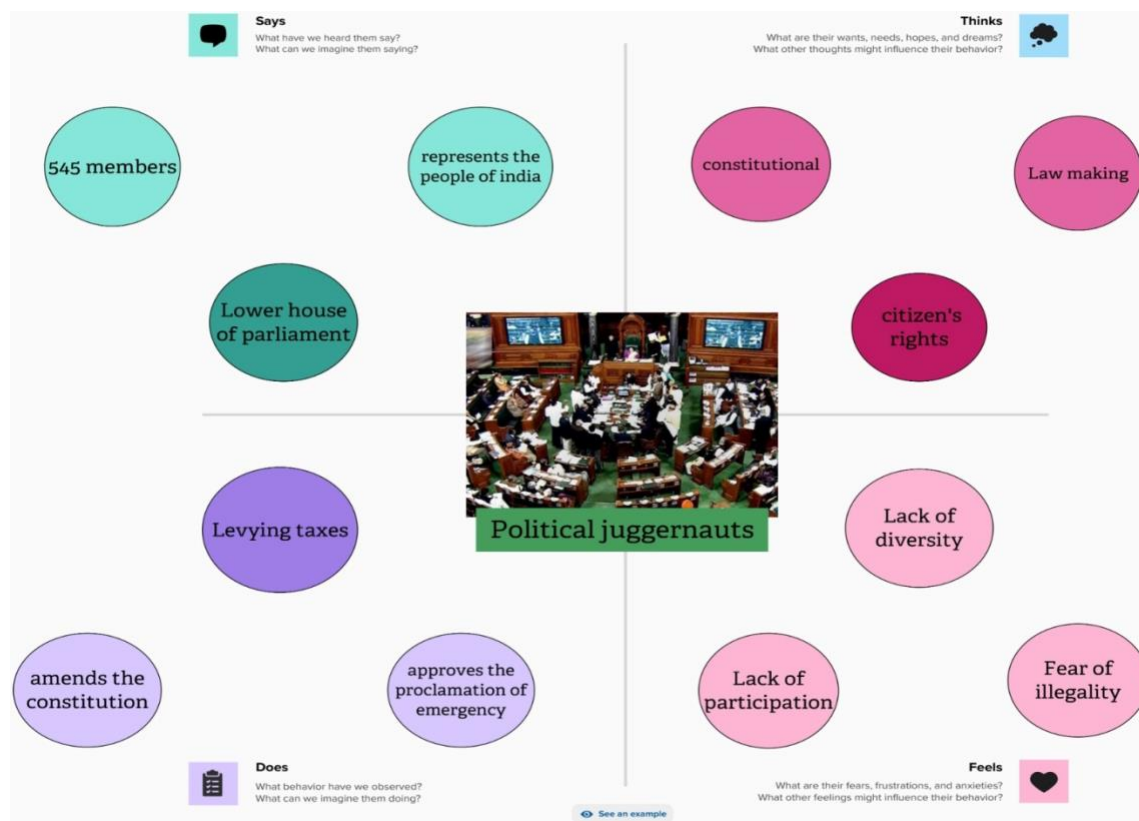 Says
What have we heard them say?
What can we imagine them saying?
Thinks
What are their wants, needs, hopes, and dreams?
What other thoughts might influence their behavior?
545 members
represents the
people of india
constitutional
Law making
Lower house
of parliament
citizen's
rights
Political juggernauts
Levying taxes
Lack of
diversity
amends the
constitution
approves the
proclamation of
emergency
Lack of
participation
Fear of
illegality
Does
What behavior have we observed?
What can we imagine them doing?
Feels
What are their fears, frustrations, and anxieties?
What other feelings might influence their behavior?
See an example